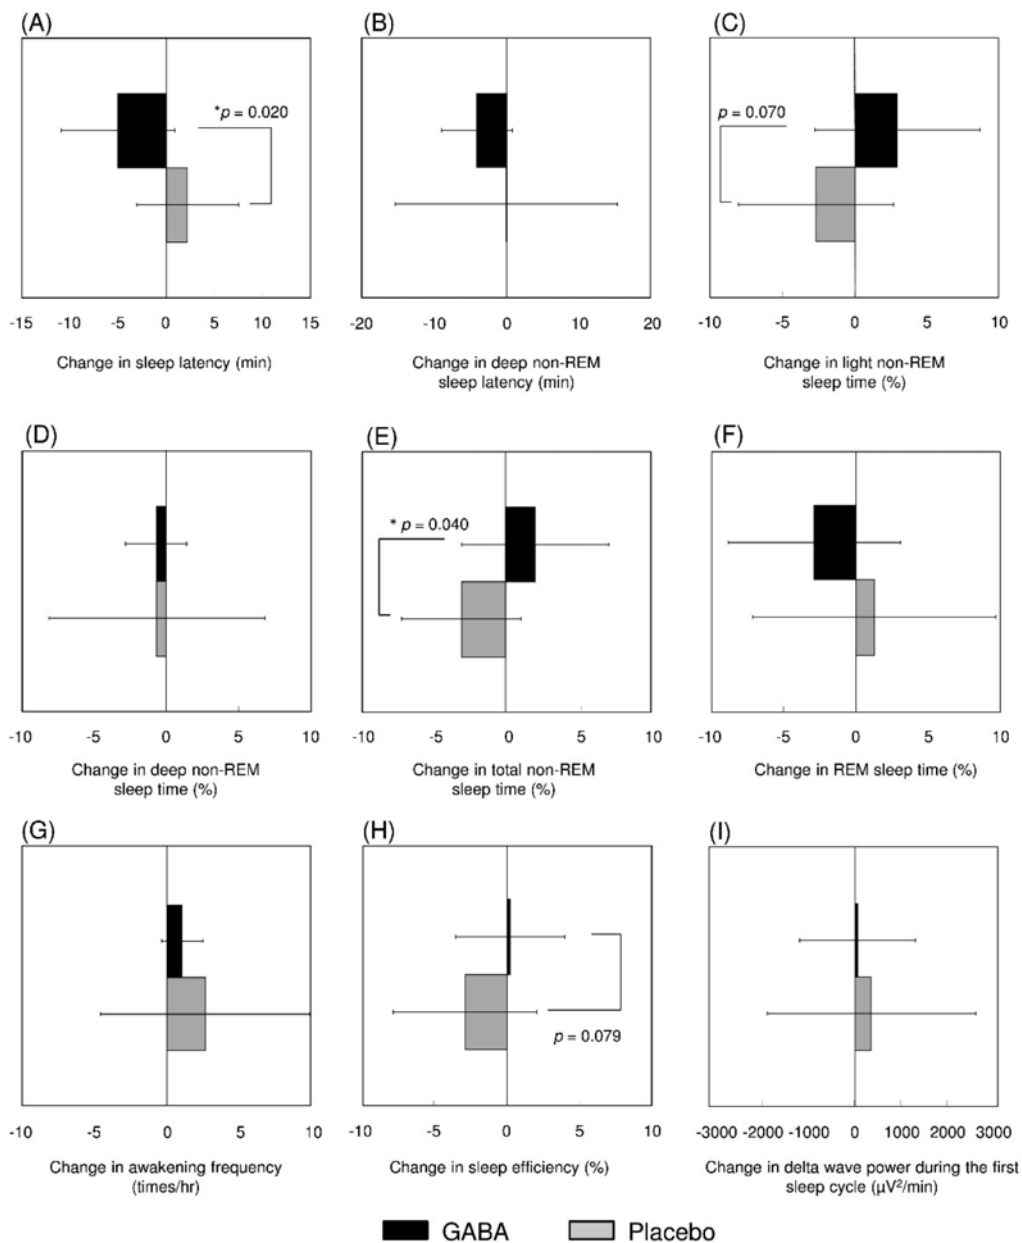 (A)
(B)
(C)
*p = 0.020
p = 0.070
-15 -10 -5 0 5 10 15
-20 -10 0 10 20
-10 -5 0 5 10
Change in sleep latency (min)
Change in deep non-REM
sleep latency (min)
Change in light non-REM
sleep time (%)
(D)
(E)
(F)
* p = 0.040
-10 -5 0 5 10
-10 -5 0 5 10
-10 -5 0 5 10
Change in deep non-REM
sleep time (%)
Change in total non-REM
sleep time (%)
Change in REM sleep time (%)
(G)
(H)
(I)
p = 0.079
-10 -5 0 5 10
-10 -5 0 5 10
-3000 -2000 -1000 0 1000 2000 3000
Change in awakening frequency
(times/hr)
Change in sleep efficiency (%)
Change in delta wave power during the first
sleep cycle (µV²/min)
GABA
Placebo